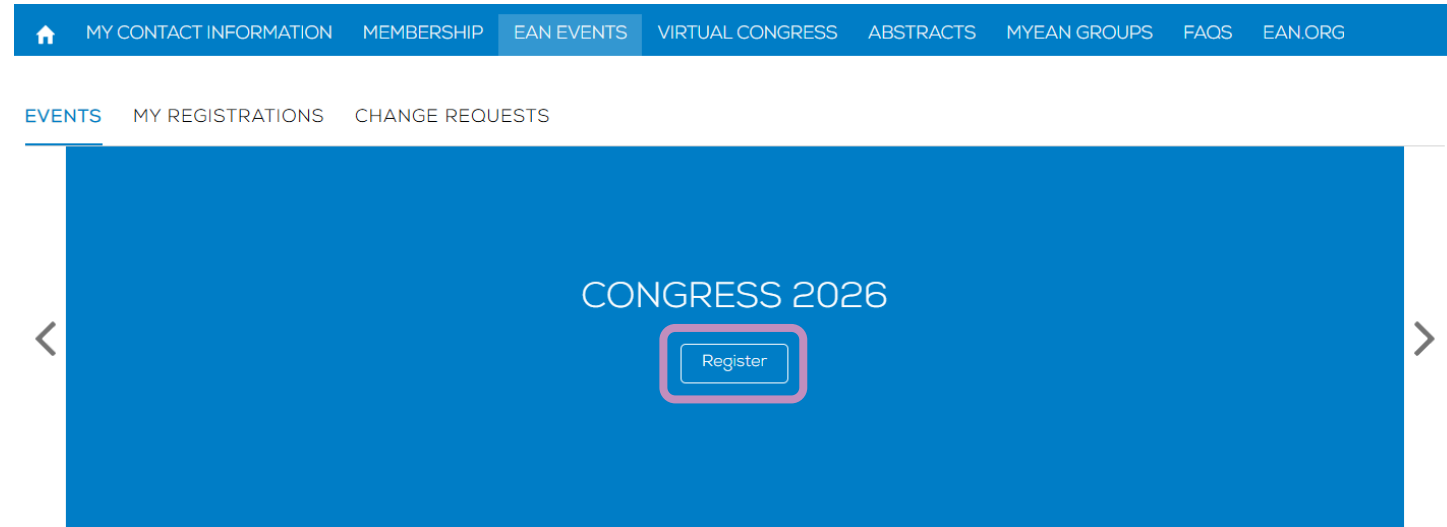 MY CONTACT INFORMATION MEMBERSHIP EAN EVENTS VIRTUAL CONGRESS ABSTRACTS MYEAN GROUPS FAQS EAN.ORG
EVENTS MY REGISTRATIONS CHANGE REQUESTS
CONGRESS 2026
Register